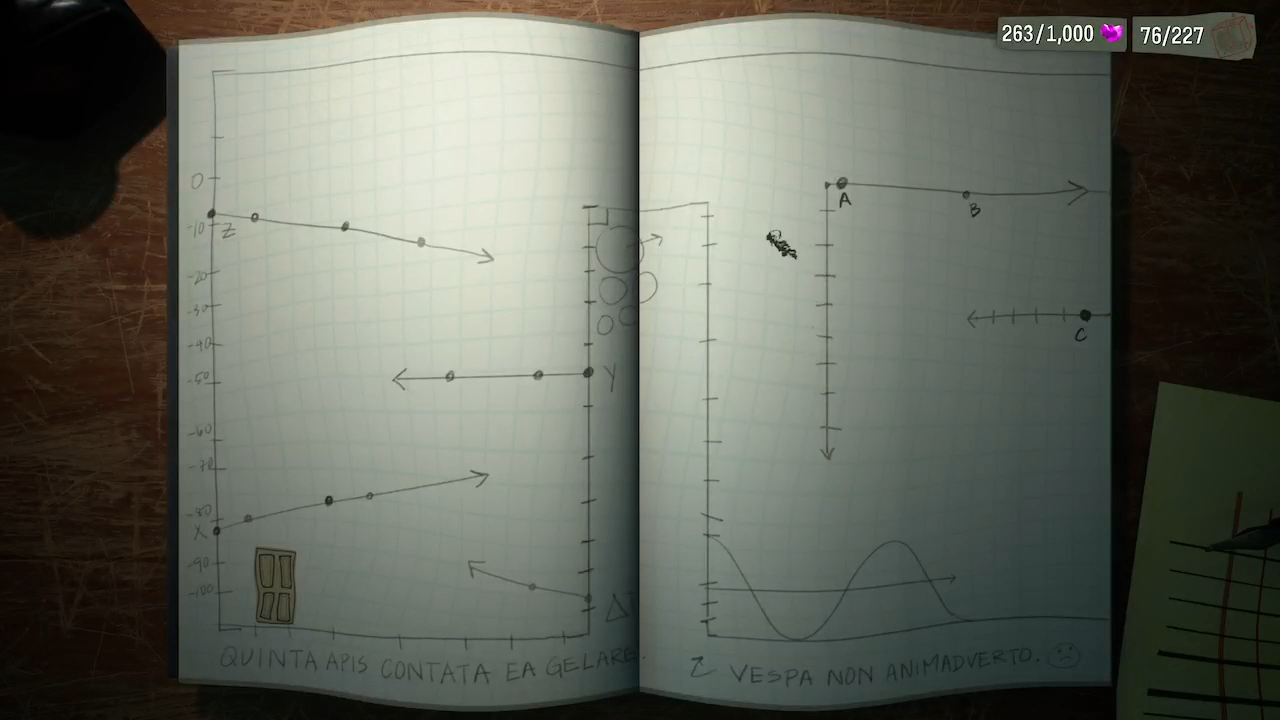 263/1,000
76/227
0
-10
Z
-20
-30
-40
-50
Y
-60
-70
-80
X
-90
-100
Δ
QUINTA APIS CONTATA EA GELARE.
A
B
C
Z VESPA NON ANIMADVERTO.